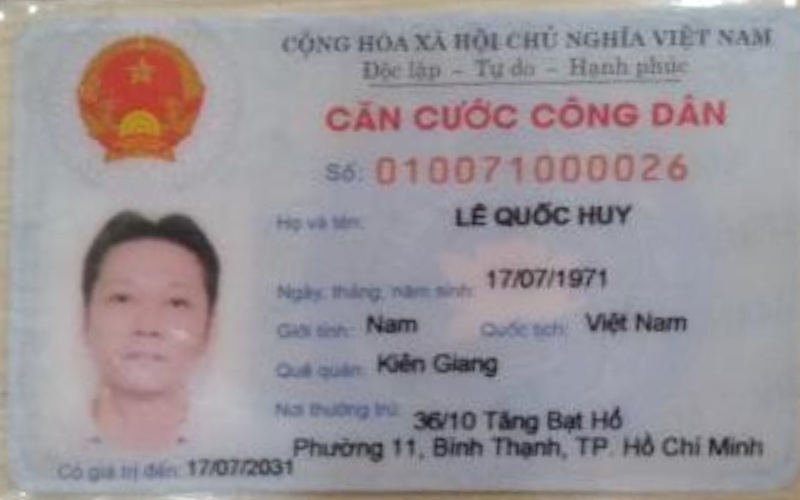 CỘNG HÒA XÃ HỘI CHỦ NGHĨA VIỆT NAM
Độc lập – Tự do – Hạnh phúc
CĂN CƯỚC CÔNG DÂN
Số: 010071000026
Họ và tên: LÊ QUỐC HUY
Ngày, tháng, năm sinh: 17/07/1971
Giới tính: Nam Quốc tịch: Việt Nam
Quê quán: Kiên Giang
Nơi thường trú: 36/10 Tăng Bạt Hổ
Phường 11, Bình Thạnh, TP. Hồ Chí Minh
Có giá trị đến: 17/07/2031